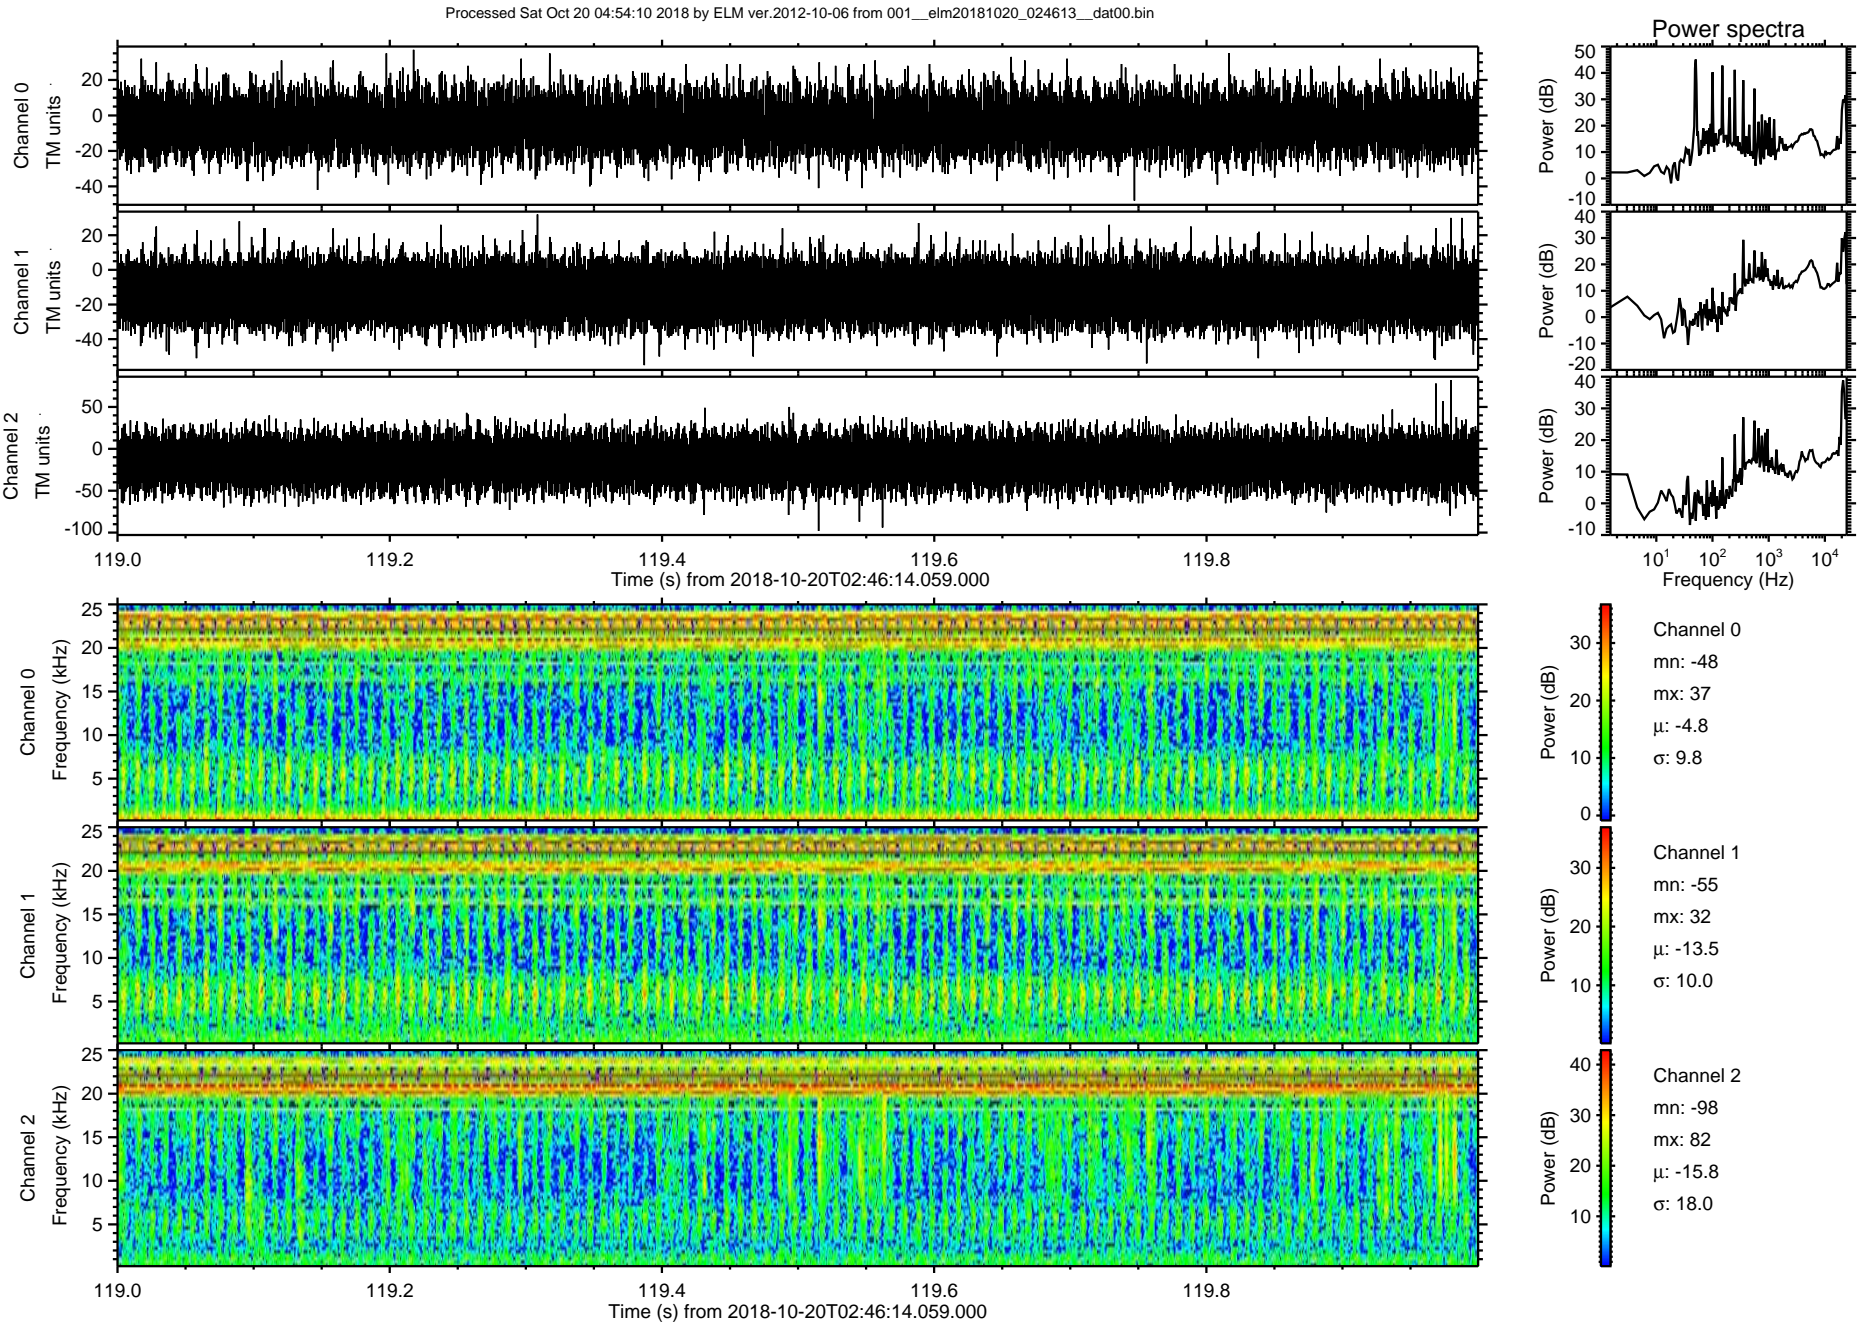 Processed Sat Oct 20 04:54:10 2018 by ELM ver.2012-10-06 from 001__elm20181020_024613__dat00.bin
Power spectra
Channel 0
TM units
20
0
-20
-40
Power (dB)
50
40
30
20
10
0
-10
Channel 1
TM units
20
0
-20
-40
Power (dB)
40
30
20
10
0
-10
-20
Channel 2
TM units
50
0
-50
-100
Power (dB)
40
30
20
10
0
-10
119.0 119.2 119.4 119.6 119.8
Time (s) from 2018-10-20T02:46:14.059.000
10^1 10^2 10^3 10^4
Frequency (Hz)
Channel 0
Frequency (kHz)
25
20
15
10
5
Power (dB)
30
20
10
0
Channel 0
mn: -48
mx: 37
μ: -4.8
σ: 9.8
Channel 1
Frequency (kHz)
25
20
15
10
5
Power (dB)
30
20
10
Channel 1
mn: -55
mx: 32
μ: -13.5
σ: 10.0
Channel 2
Frequency (kHz)
25
20
15
10
5
Power (dB)
40
30
20
10
Channel 2
mn: -98
mx: 82
μ: -15.8
σ: 18.0
119.0 119.2 119.4 119.6 119.8
Time (s) from 2018-10-20T02:46:14.059.000